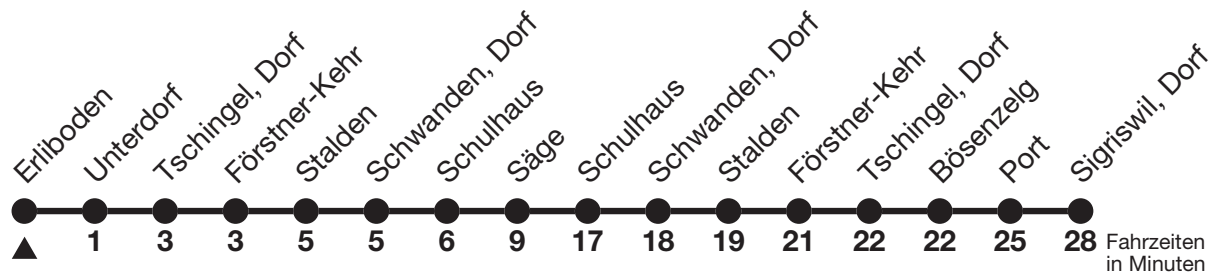 Erliboden
Unterdorf
Tschingel, Dorf
Förstner-Kehr
Stalden
Schwanden, Dorf
Schulhaus
Säge
Schulhaus
Schwanden, Dorf
Stalden
Förstner-Kehr
Tschingel, Dorf
Bösenzelg
Port
Sigriswil, Dorf
1 3 3 5 5 6 9 17 18 19 21 22 22 25 28 Fahrzeiten
in Minuten